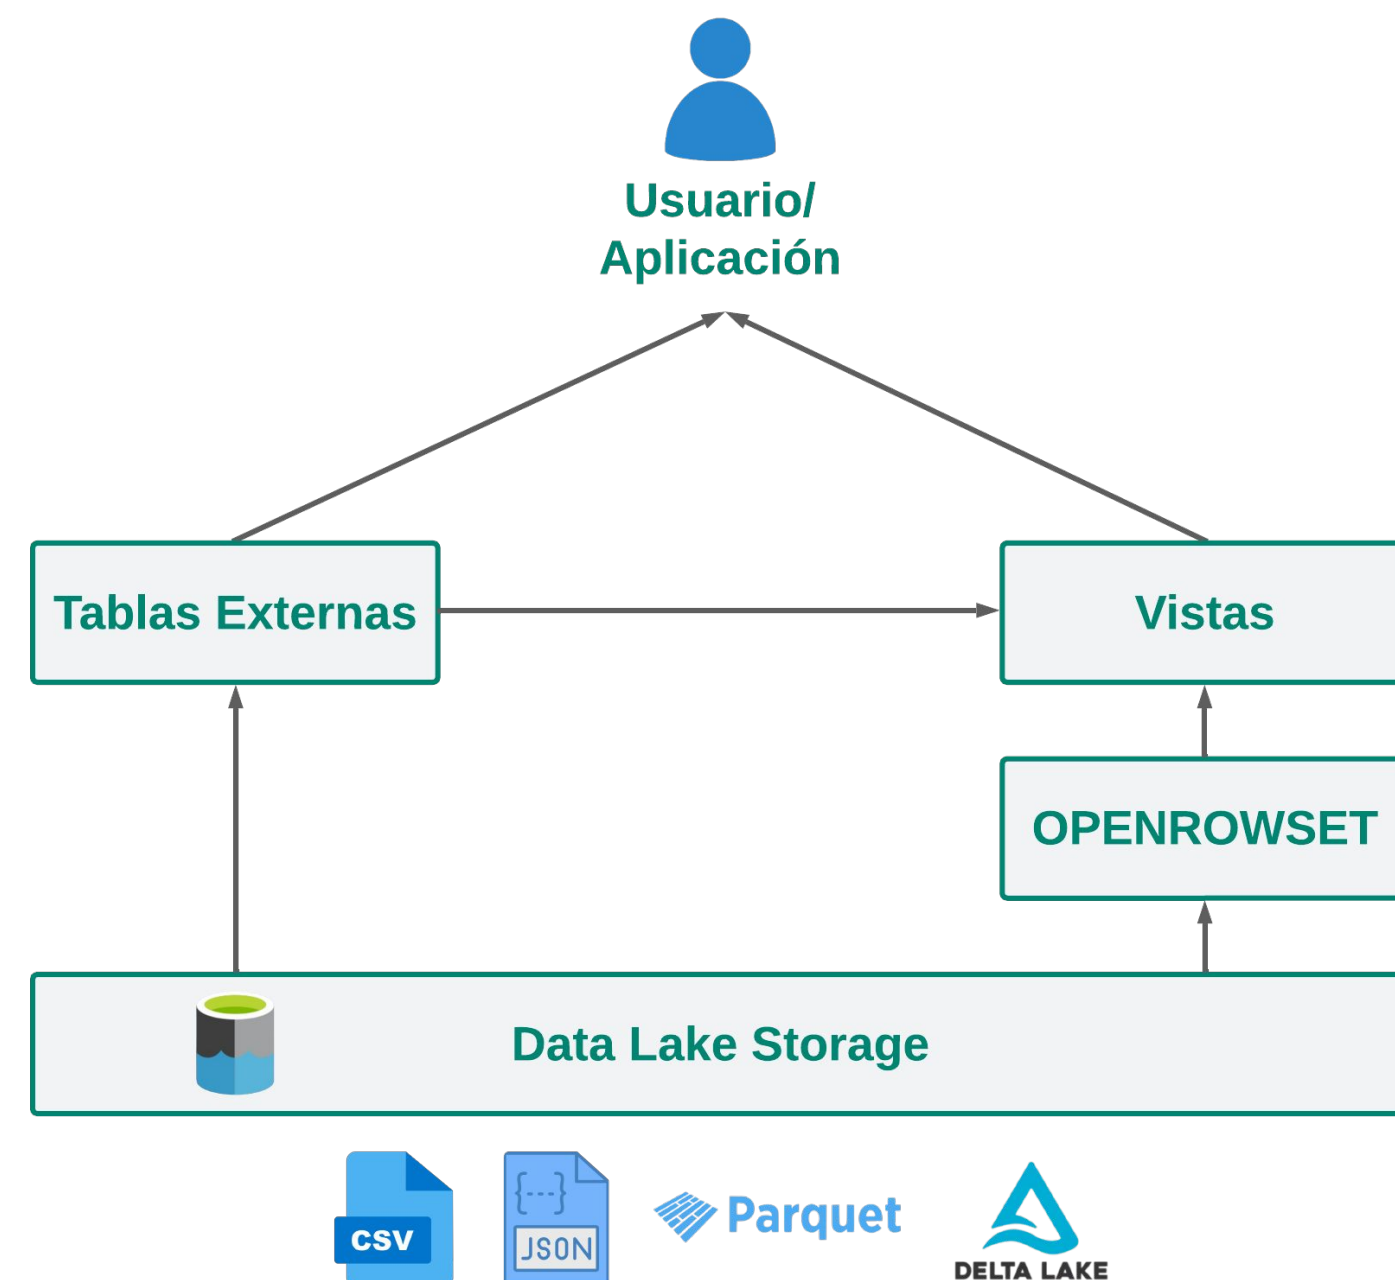 Usuario/
Aplicación
Tablas Externas
Vistas
OPENROWSET
Data Lake Storage
{---}
CSV
JSON
Parquet
DELTA LAKE